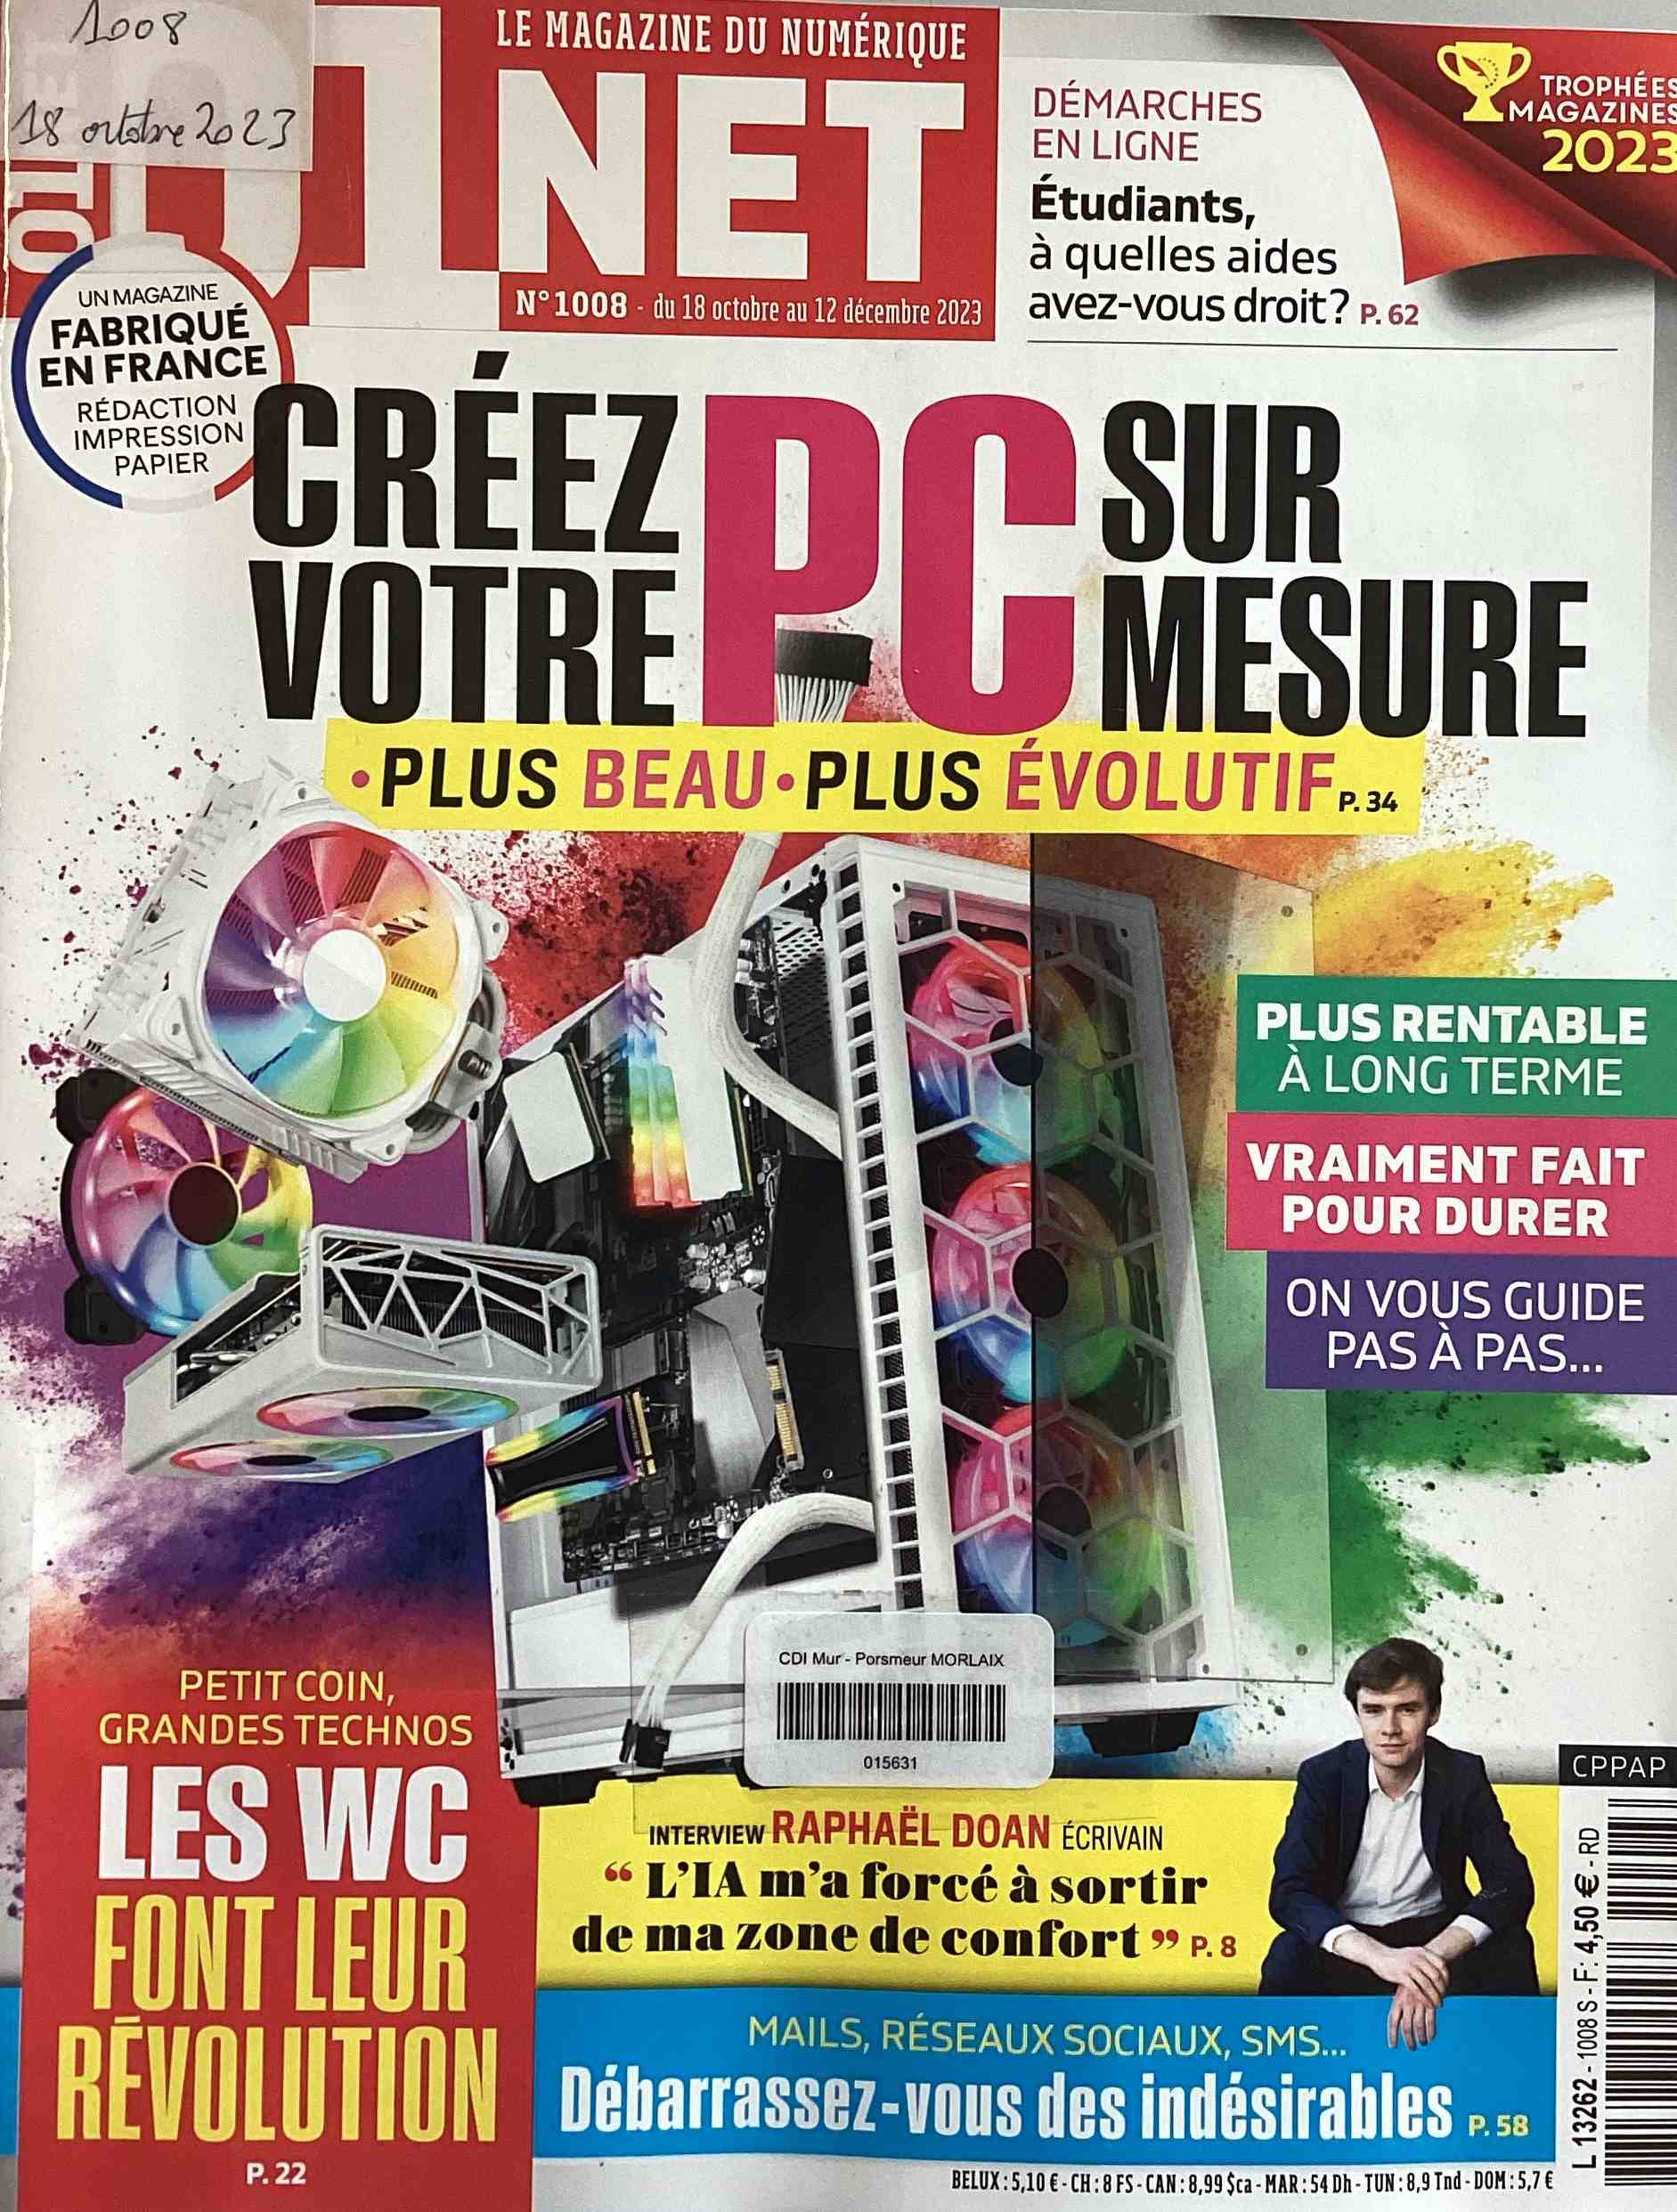 1008
18 octobre 2023
LE MAGAZINE DU NUMÉRIQUE
01NET
N°1008 - du 18 octobre au 12 décembre 2023
DÉMARCHES
EN LIGNE
Étudiants,
à quelles aides
avez-vous droit? P. 62
TROPHÉES
MAGAZINES
2023
UN MAGAZINE
FABRIQUÉ
EN FRANCE
RÉDACTION
IMPRESSION
PAPIER
CRÉEZ
VOTRE
PC
SUR
MESURE
• PLUS BEAU • PLUS ÉVOLUTIF P. 34
PLUS RENTABLE
À LONG TERME
VRAIMENT FAIT
POUR DURER
ON VOUS GUIDE
PAS À PAS...
CDI Mur - Porsmeur MORLAIX
015631
PETIT COIN,
GRANDES TECHNOS
LES WC
FONT LEUR
RÉVOLUTION
P. 22
INTERVIEW RAPHAËL DOAN ÉCRIVAIN
“ L’IA m’a forcé à sortir
de ma zone de confort ” P. 8
MAILS, RÉSEAUX SOCIAUX, SMS...
Débarrassez-vous des indésirables P. 58
CPPAP
L 13262 - 1008 S - F: 4,50 € - RD
BELUX : 5,10 € - CH : 8 FS - CAN : 8,99 $ca - MAR : 54 Dh - TUN : 8,9 Tnd - DOM : 5,7 €